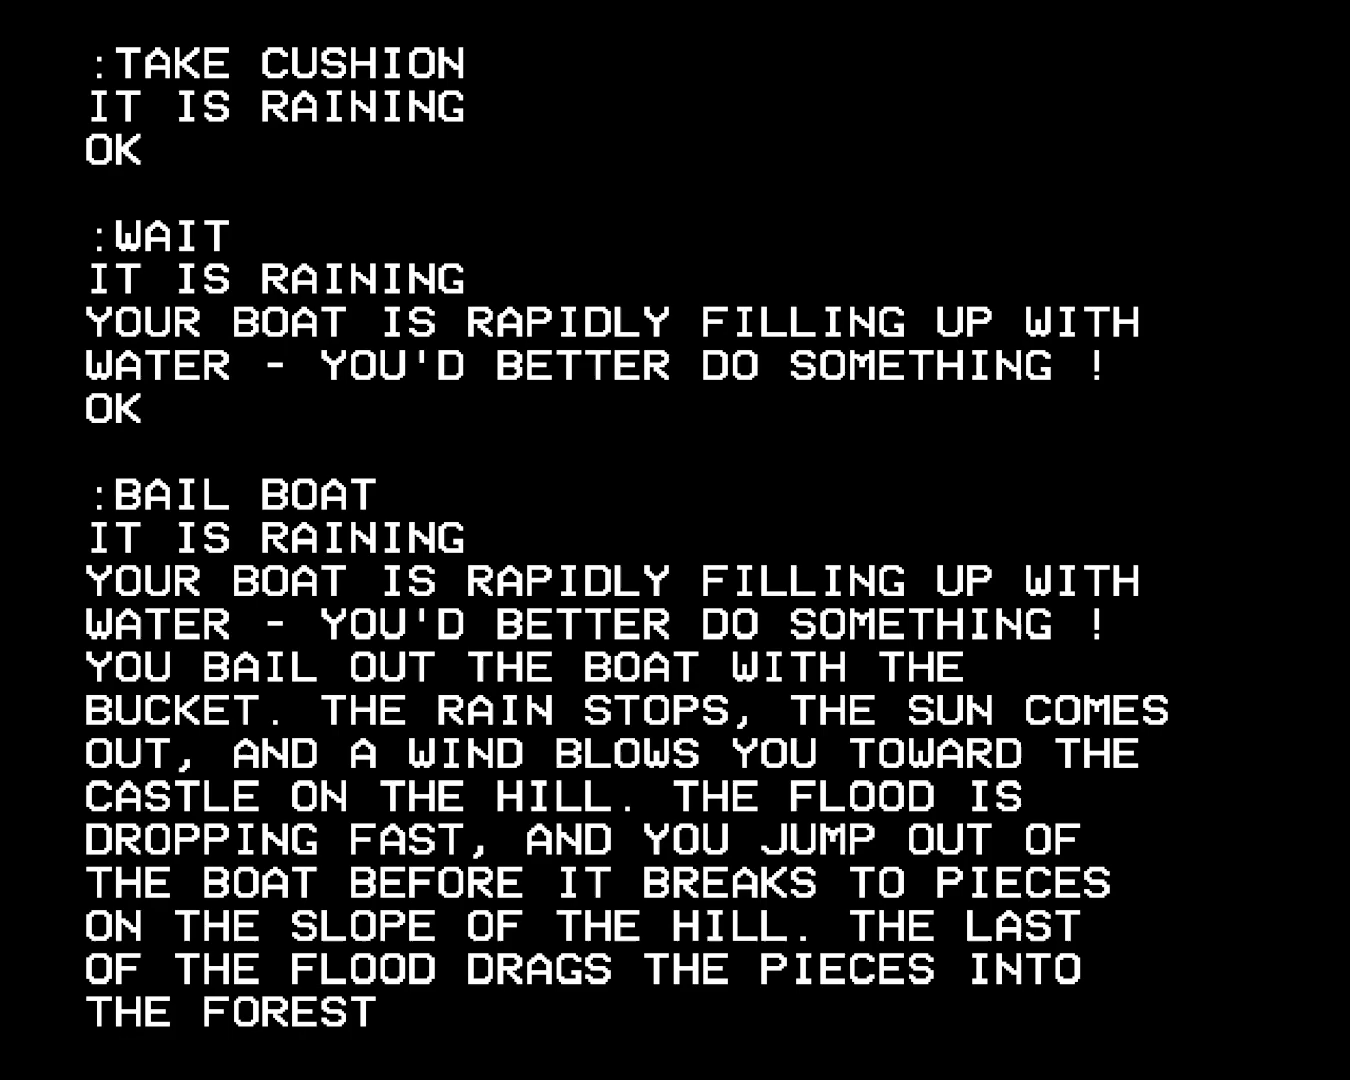 :TAKE CUSHION
IT IS RAINING
OK
:WAIT
IT IS RAINING
YOUR BOAT IS RAPIDLY FILLING UP WITH
WATER - YOU'D BETTER DO SOMETHING !
OK
:BAIL BOAT
IT IS RAINING
YOUR BOAT IS RAPIDLY FILLING UP WITH
WATER - YOU'D BETTER DO SOMETHING !
YOU BAIL OUT THE BOAT WITH THE
BUCKET. THE RAIN STOPS, THE SUN COMES
OUT, AND A WIND BLOWS YOU TOWARD THE
CASTLE ON THE HILL. THE FLOOD IS
DROPPING FAST, AND YOU JUMP OUT OF
THE BOAT BEFORE IT BREAKS TO PIECES
ON THE SLOPE OF THE HILL. THE LAST
OF THE FLOOD DRAGS THE PIECES INTO
THE FOREST